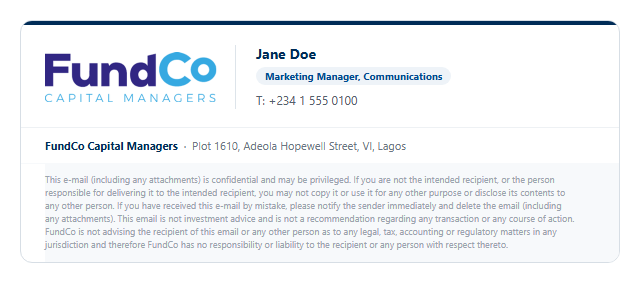 FundCo
CAPITAL MANAGERS
Jane Doe
Marketing Manager, Communications
T: +234 1 555 0100
FundCo Capital Managers · Plot 1610, Adeola Hopewell Street, VI, Lagos
This e-mail (including any attachments) is confidential and may be privileged. If you are not the intended recipient, or the person
responsible for delivering it to the intended recipient, you may not copy it or use it for any other purpose or disclose its contents to
any other person. If you have received this e-mail by mistake, please notify the sender immediately and delete the email (including
any attachments). This email is not investment advice and is not a recommendation regarding any transaction or any course of action.
FundCo is not advising the recipient of this email or any other person as to any legal, tax, accounting or regulatory matters in any
jurisdiction and therefore FundCo has no responsibility or liability to the recipient or any person with respect thereto.